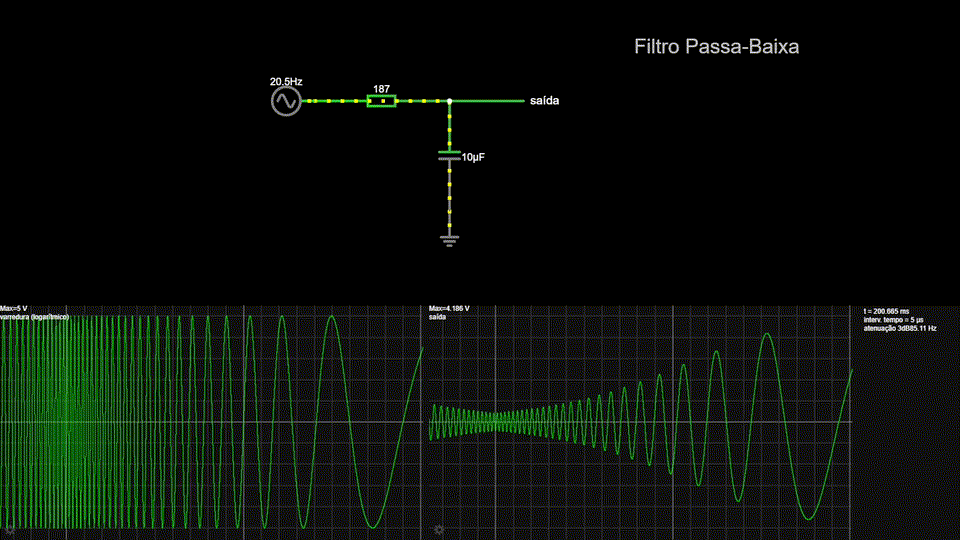 Filtro Passa-Baixa
20.5Hz
187
saída
10μF
Max=5 V
varredura (logarítmico)
Max=4.186 V
saída
t = 200.665 ms
interv. tempo = 5 μs
atenuação 3dB85.11 Hz